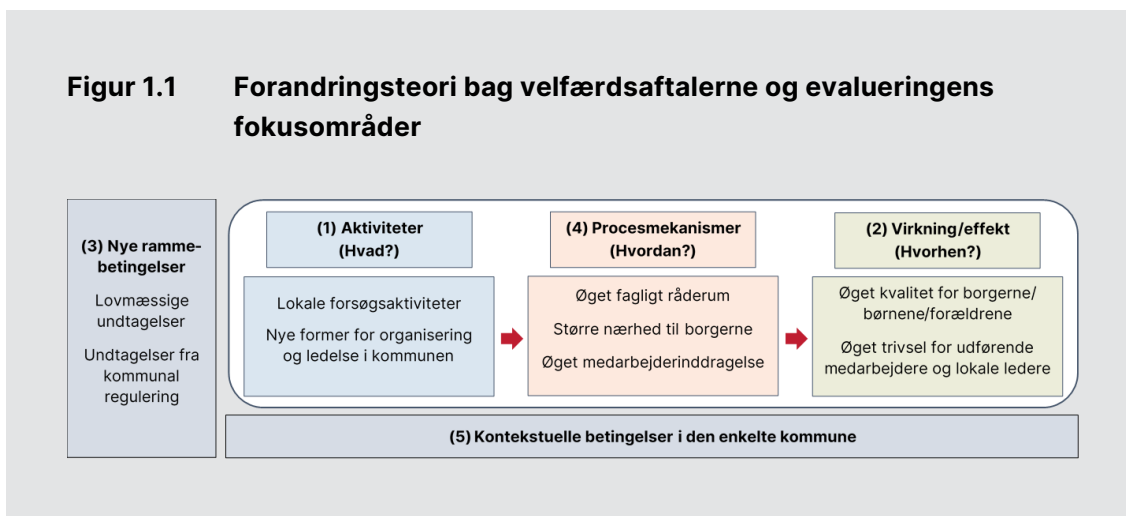 Figur 1.1 Forandringsteori bag velfærdsaftalerne og evalueringens
fokusområder
(3) Nye ramme-
betingelser
Lovmæssige
undtagelser
Undtagelser fra
kommunal
regulering
(1) Aktiviteter
(Hvad?)
Lokale forsøgsaktiviteter
Nye former for organisering
og ledelse i kommunen
(4) Procesmekanismer
(Hvordan?)
Øget fagligt råderum
Større nærhed til borgerne
Øget medarbejderinddragelse
(2) Virkning/effekt
(Hvorhen?)
Øget kvalitet for borgerne/
børnene/forældrene
Øget trivsel for udførende
medarbejdere og lokale ledere
(5) Kontekstuelle betingelser i den enkelte kommune